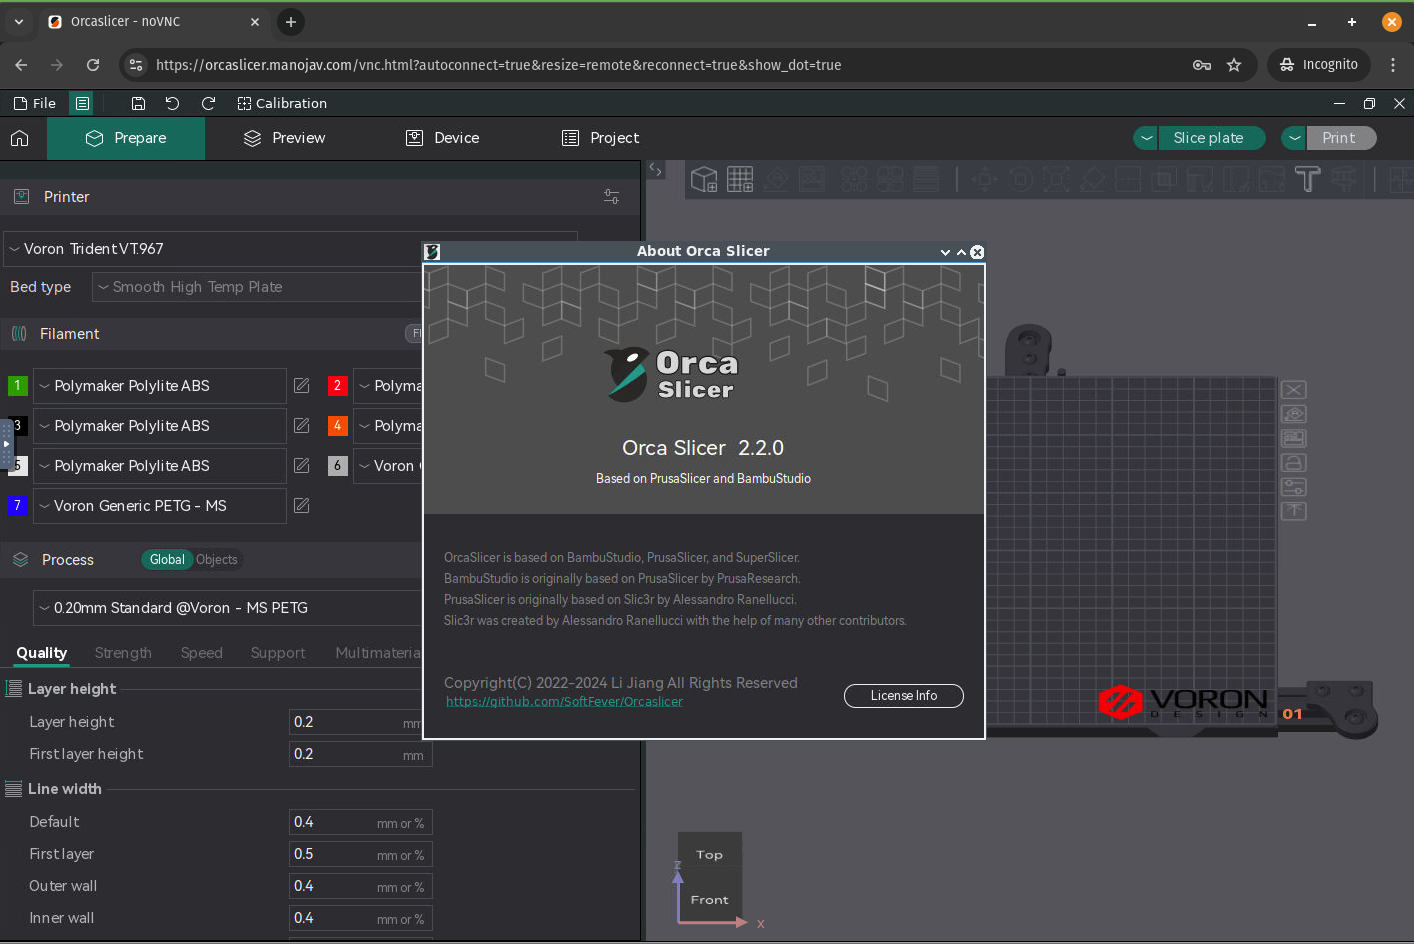 Orcaslicer - noVNC
https://orcaslicer.manojav.com/vnc.html?autoconnect=true&resize=remote&reconnect=true&show_dot=true
Incognito
File
Calibration
Prepare
Preview
Device
Project
Slice plate
Print
Printer
Voron Trident VT.967
Bed type
Smooth High Temp Plate
Filament
1
Polymaker Polylite ABS
2
3
Polymaker Polylite ABS
4
5
Polymaker Polylite ABS
6
Voron
7
Voron Generic PETG - MS
Process
Global
Objects
0.20mm Standard @Voron - MS PETG
Quality
Strength
Speed
Support
Multimateria
Layer height
Layer height
0.2
mm
First layer height
0.2
mm
Line width
Default
0.4
mm or %
First layer
0.5
mm or %
Outer wall
0.4
mm or %
Inner wall
0.4
mm or %
About Orca Slicer
Orca
Slicer
Orca Slicer 2.2.0
Based on PrusaSlicer and BambuStudio
OrcaSlicer is based on BambuStudio, PrusaSlicer, and SuperSlicer.
BambuStudio is originally based on PrusaSlicer by PrusaResearch.
PrusaSlicer is originally based on Slic3r by Alessandro Ranellucci.
Slic3r was created by Alessandro Ranellucci with the help of many other contributors.
Copyright(C) 2022-2024 Li Jiang All Rights Reserved
https://github.com/SoftFever/Orcaslicer
License Info
VORON
DESIGN
01
Top
Front
Z
X